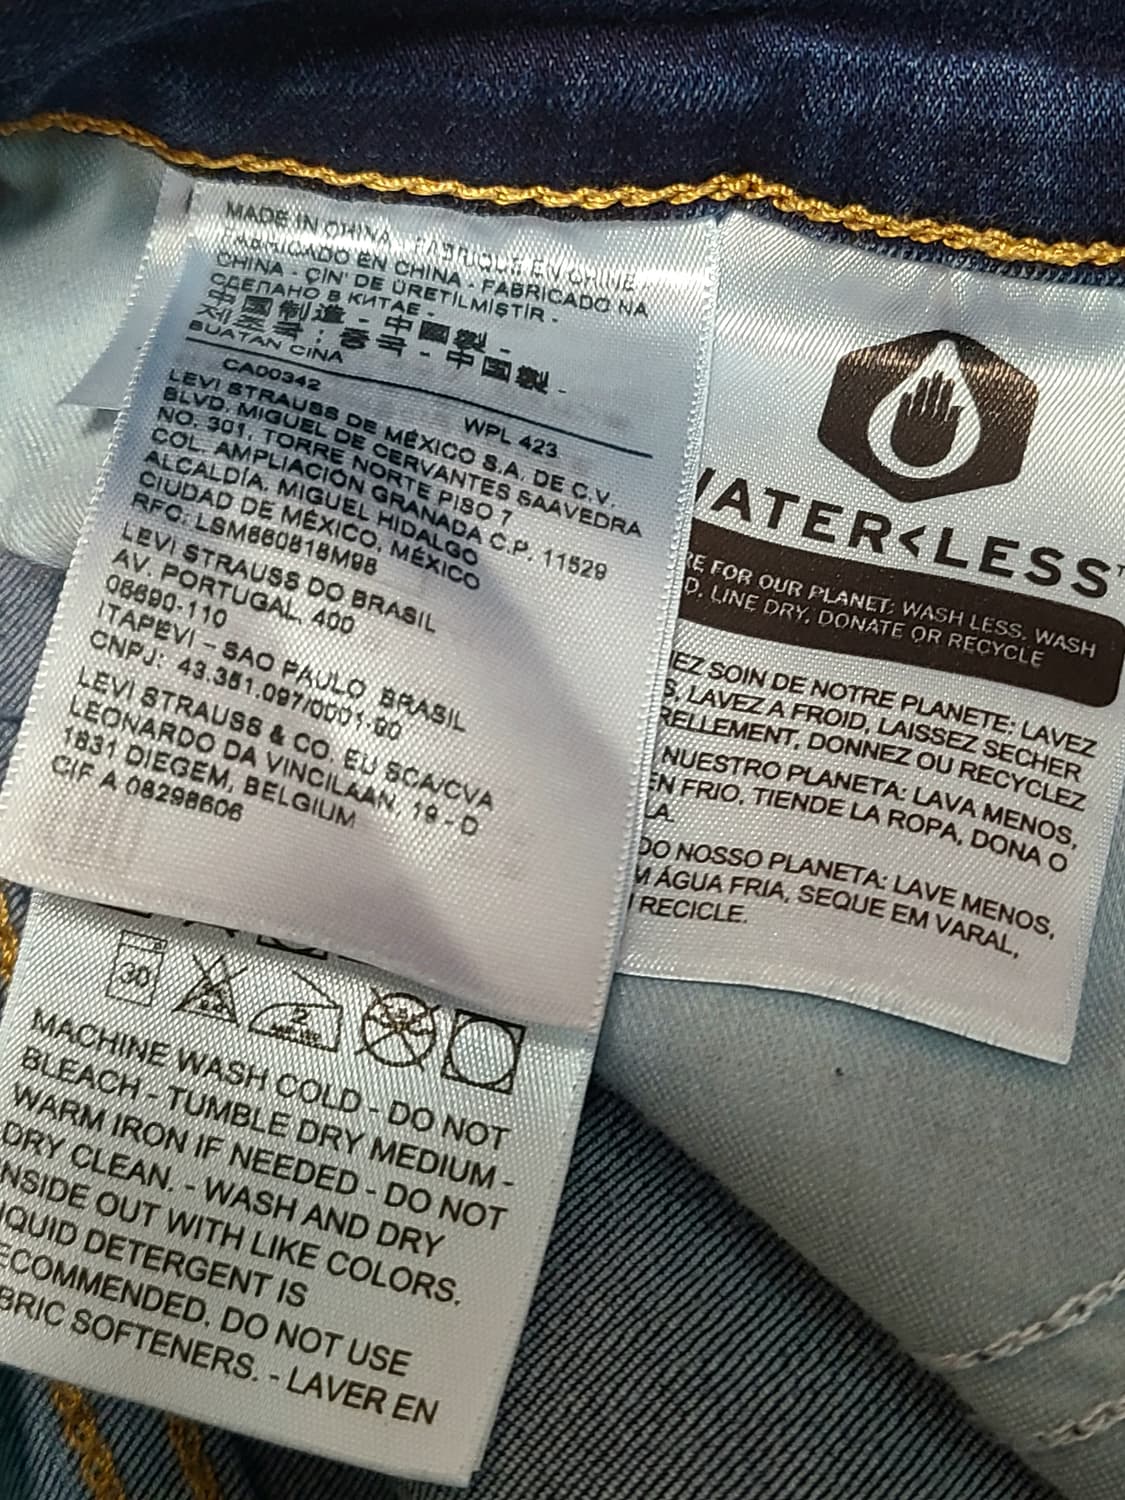 MADE IN CHINA - FABRIQUÉ EN CHINE
FABRICADO EN CHINA - FABRICADO NA
CHINA - ÇİN' DE ÜRETİLMİŞTİR -
СДЕЛАНО В КИТАЕ -
中国制造 - 中國製 -
제조국 : 중국 - 中国製 -
BUATAN CINA
CA00342
WPL 423
LEVI STRAUSS DE MÉXICO S.A. DE C.V.
BLVD. MIGUEL DE CERVANTES SAAVEDRA
NO. 301, TORRE NORTE PISO 7
COL. AMPLIACIÓN GRANADA C.P. 11529
ALCALDÍA. MIGUEL HIDALGO
CIUDAD DE MÉXICO, MÉXICO
RFC: LSM860818M98
LEVI STRAUSS DO BRASIL
AV. PORTUGAL, 400
06690-110
ITAPEVI – SAO PAULO BRASIL
CNPJ: 43.351.097/0001-90
LEVI STRAUSS & CO. EU SCA/CVA
LEONARDO DA VINCILAAN, 19 - D
1831 DIEGEM, BELGIUM
CIF A 08298606
30
2
MACHINE WASH COLD - DO NOT
BLEACH - TUMBLE DRY MEDIUM -
WARM IRON IF NEEDED - DO NOT
DRY CLEAN. - WASH AND DRY
NSIDE OUT WITH LIKE COLORS.
IQUID DETERGENT IS
ECOMMENDED. DO NOT USE
BRIC SOFTENERS. - LAVER EN
WATER<LESS
RE FOR OUR PLANET: WASH LESS, WASH
D, LINE DRY, DONATE OR RECYCLE
EZ SOIN DE NOTRE PLANETE: LAVEZ
S, LAVEZ A FROID, LAISSEZ SECHER
RELLEMENT, DONNEZ OU RECYCLEZ
NUESTRO PLANETA: LAVA MENOS,
EN FRIO, TIENDE LA ROPA, DONA O
LA.
DO NOSSO PLANETA: LAVE MENOS,
M ÁGUA FRIA, SEQUE EM VARAL,
RECICLE.